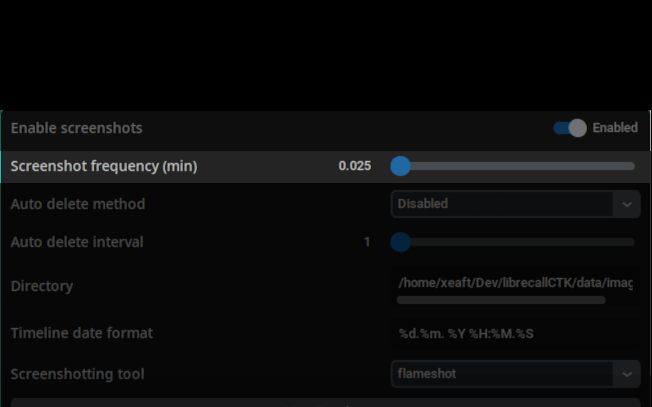 Enable screenshots Enabled
Screenshot frequency (min) 0.025
Auto delete method Disabled
Auto delete interval 1
Directory /home/xeaft/Dev/librecallCTK/data/imag
Timeline date format %d.%m. %Y %H:%M.%S
Screenshotting tool flameshot